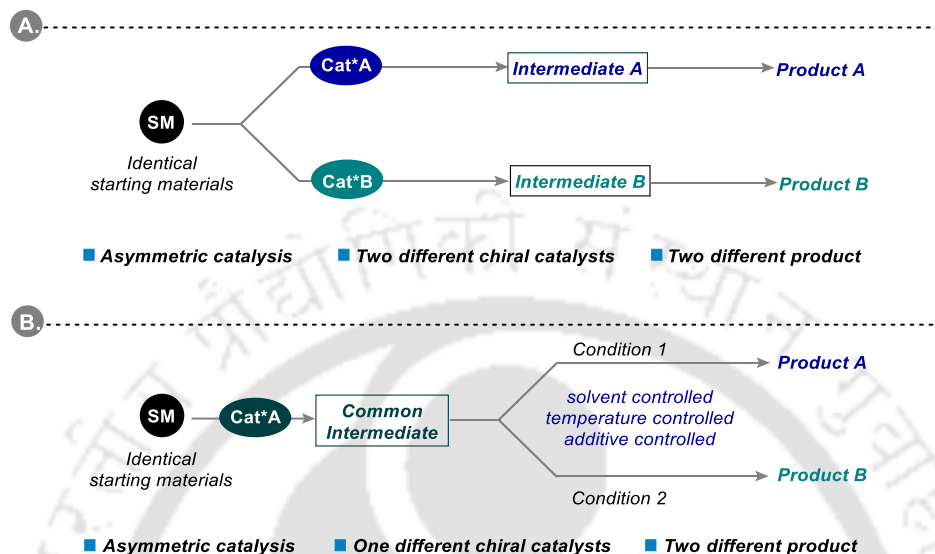 A.
Cat*A
Intermediate A
Product A
SM
Identical
starting materials
Cat*B
Intermediate B
Product B
Asymmetric catalysis
Two different chiral catalysts
Two different product
B.
Condition 1
Product A
SM
Cat*A
Common
Intermediate
solvent controlled
temperature controlled
additive controlled
Identical
starting materials
Product B
Condition 2
Asymmetric catalysis
One different chiral catalysts
Two different product